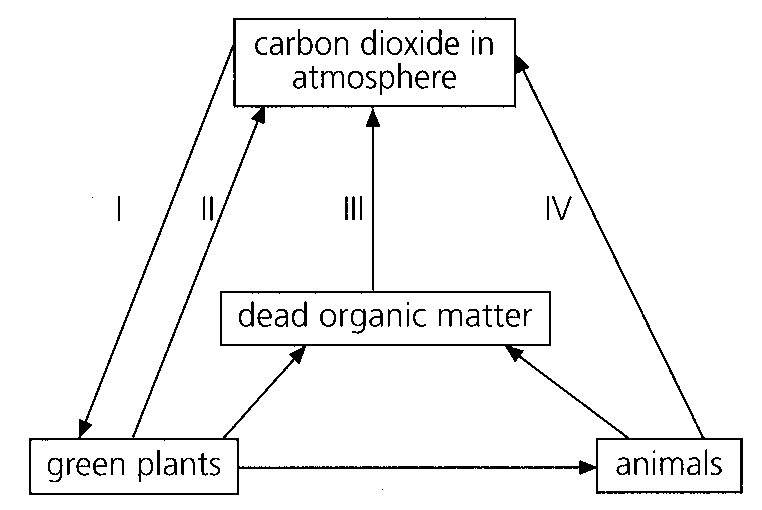 carbon dioxide in
atmosphere
I
II
III
IV
dead organic matter
green plants
animals